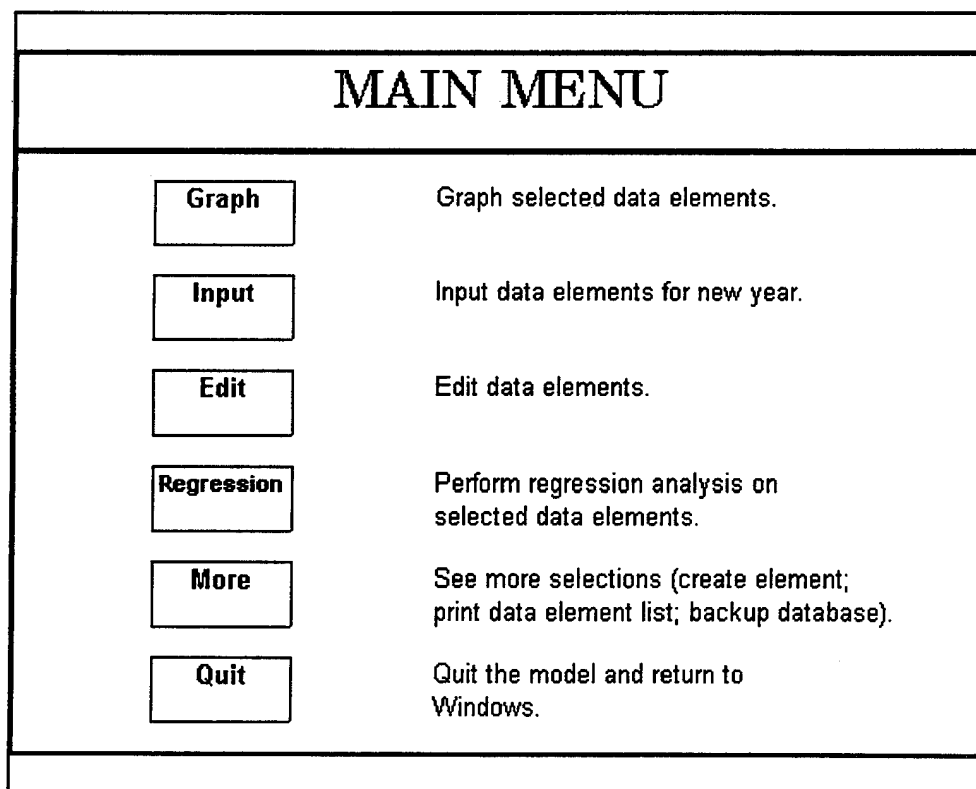 MAIN MENU
Graph Graph selected data elements.
Input Input data elements for new year.
Edit Edit data elements.
Regression Perform regression analysis on
selected data elements.
More See more selections (create element;
print data element list; backup database).
Quit Quit the model and return to
Windows.